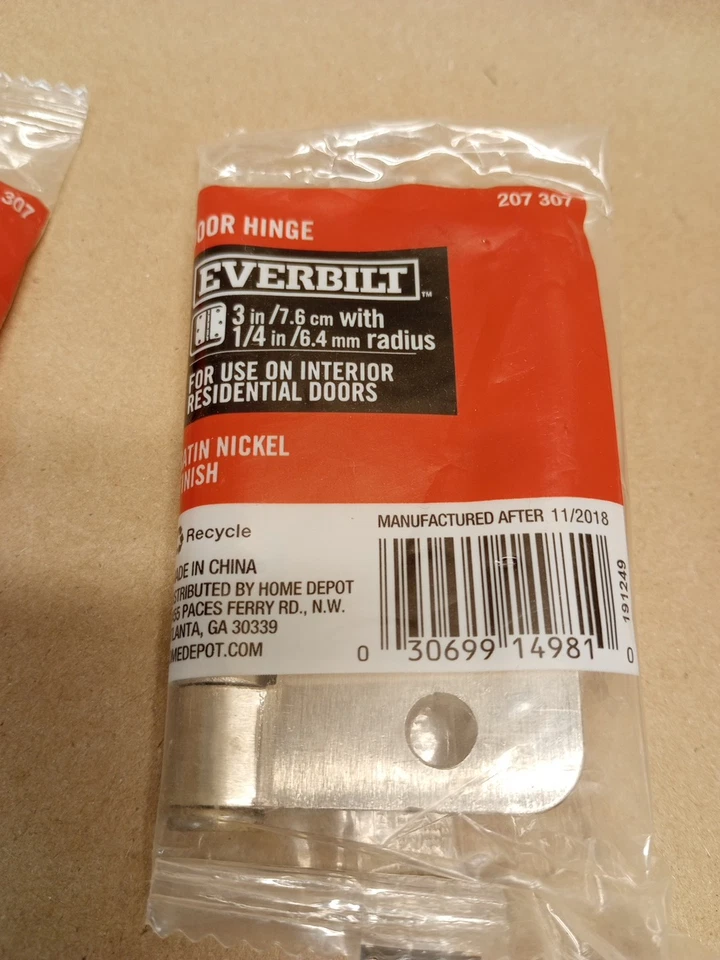 307
207 307
OOR HINGE
EVERBILT™
3 in /7.6 cm with
1/4 in /6.4 mm radius
FOR USE ON INTERIOR
RESIDENTIAL DOORS
ATIN NICKEL
INISH
Recycle
MANUFACTURED AFTER 11/2018
ADE IN CHINA
STRIBUTED BY HOME DEPOT
55 PACES FERRY RD., N.W.
LANTA, GA 30339
MEDEPOT.COM
191249
0 30699 14981 0